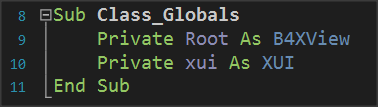 8 Sub Class_Globals
9 Private Root As B4XView
10 Private xui As XUI
11 End Sub